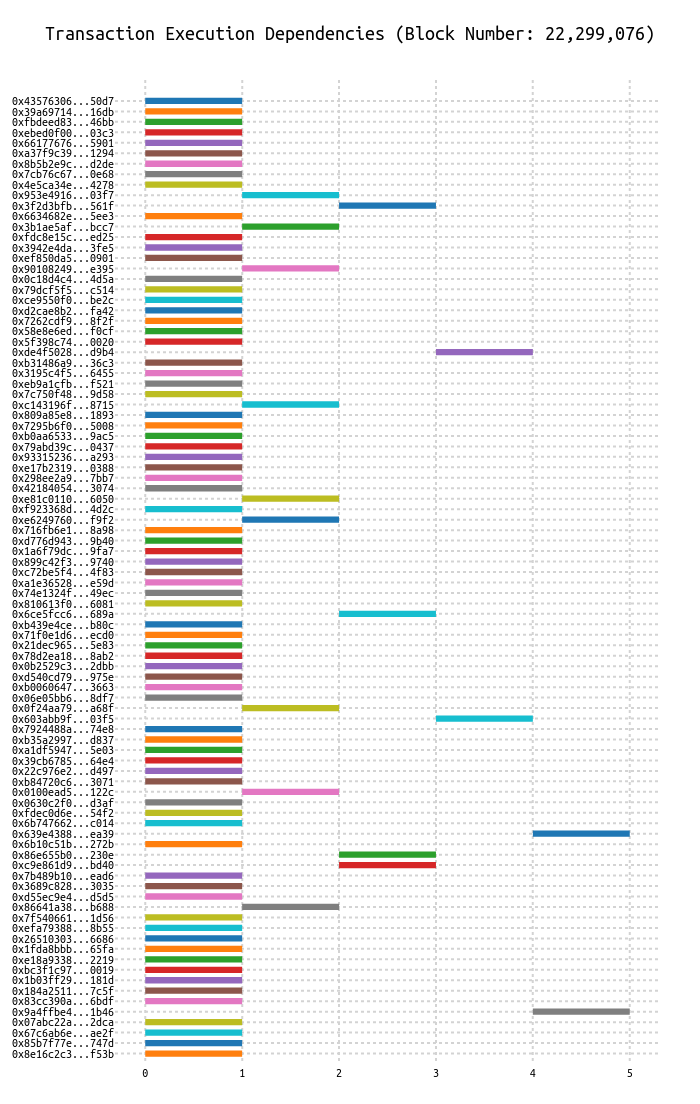 Transaction Execution Dependencies (Block Number: 22,299,076)
0x43576306...50d7
0x39a69714...16db
0xfbdeed83...46bb
0xebed0f00...03c3
0x66177676...5901
0xa37f9c39...1294
0x8b5b2e9c...d2de
0x7cb76c67...0e68
0x4e5ca34e...4278
0x953e4916...03f7
0x3f2d3bfb...561f
0x6634682e...5ee3
0x3b1ae5af...bcc7
0xfdc8e15c...ed25
0x3942e4da...3fe5
0xef850da5...0901
0x90108249...e395
0x0c18d4c4...4d5a
0x79dcf5f5...c514
0xce9550f0...be2c
0xd2cae8b2...fa42
0x7262cdf9...8f2f
0x58e8e6ed...f0cf
0x5f398c74...0020
0xde4f5028...d9b4
0xb31486a9...36c3
0x3195c4f5...6455
0xeb9a1cfb...f521
0x7c750f48...9d58
0xc143196f...8715
0x809a85e8...1893
0x7295b6f0...5008
0xb0aa6533...9ac5
0x79abd39c...0437
0x93315236...a293
0xe17b2319...0388
0x298ee2a9...7bb7
0x42184054...3074
0xe81c0110...6050
0xf923368d...4d2c
0xe6249760...f9f2
0x716fb6e1...8a98
0xd776d943...9b40
0x1a6f79dc...9fa7
0x899c42f3...9740
0xc72be5f4...4f83
0xa1e36528...e59d
0x74e1324f...49ec
0x810613f0...6081
0x6ce5fcc6...689a
0xb439e4ce...b80c
0x71f0e1d6...ecd0
0x21dec965...5e83
0x78d2ea18...8ab2
0x0b2529c3...2dbb
0xd540cd79...975e
0xb0060647...3663
0x06e05bb6...8df7
0x0f24aa79...a68f
0x603abb9f...03f5
0x7924488a...74e8
0xb35a2997...d837
0xa1df5947...5e03
0x39cb6785...64e4
0x22c976e2...d497
0xb84720c6...3071
0x0100ead5...122c
0x0630c2f0...d3af
0xfdec0d6e...54f2
0x6b747662...c014
0x639e4388...ea39
0x6b10c51b...272b
0x86e655b0...230e
0xc9e861d9...bd40
0x7b489b10...ead6
0x3689c828...3035
0xd55ec9e4...d5d5
0x86641a38...b688
0x7f540661...1d56
0xefa79388...8b55
0x26510303...6686
0x1fda8bbb...65fa
0xe18a9338...2219
0xbc3f1c97...0019
0x1b03ff29...181d
0x184a2511...7c5f
0x83cc390a...6bdf
0x9a4ffbe4...1b46
0x07abc22a...2dca
0x67c6ab6e...ae2f
0x85b7f77e...747d
0x8e16c2c3...f53b
0 1 2 3 4 5